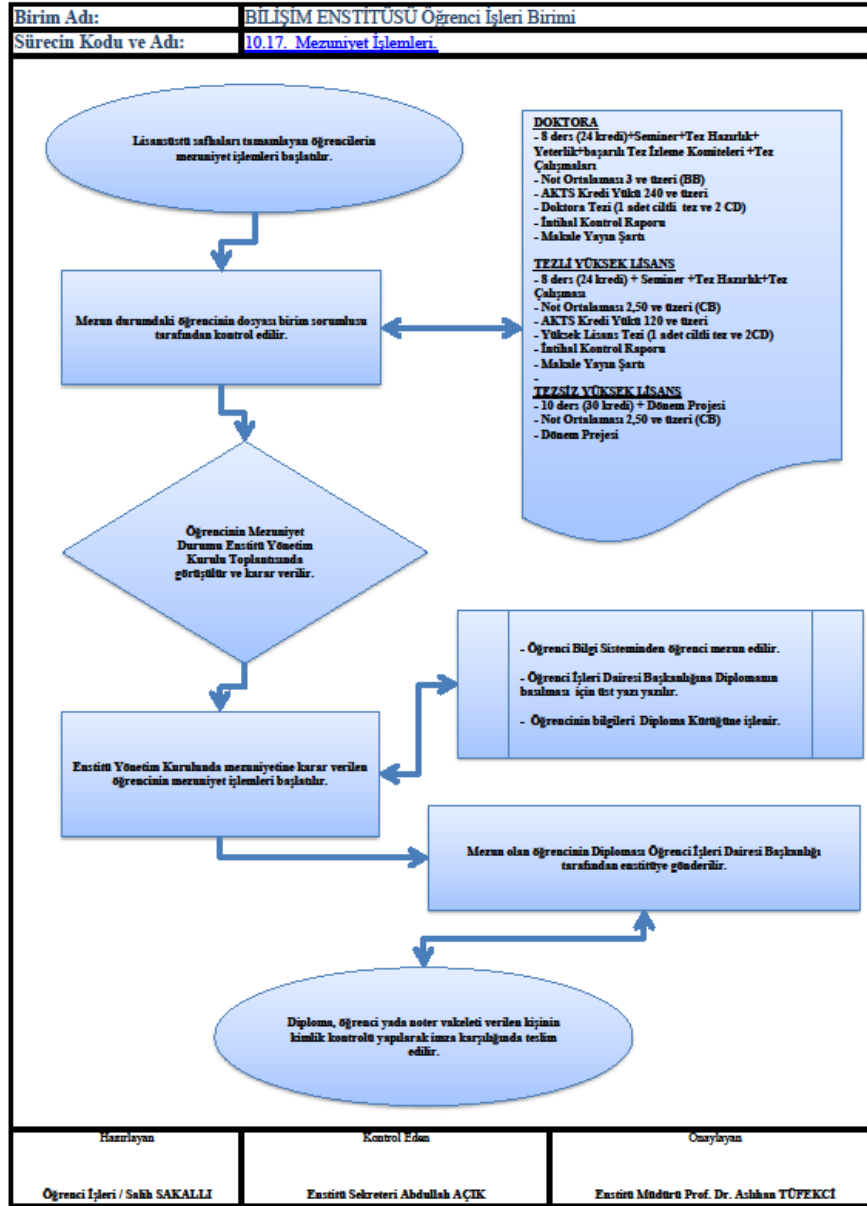 Birim Adı: BİLİŞİM ENSTİTÜSÜ Öğrenci İşleri Birimi
Sürecin Kodu ve Adı: 10.17. Mezuniyet İşlemleri.
Lisansüstü safhaları tamamlayan öğrencilerin
mezuniyet işlemleri başlatılır.
DOKTORA
- 8 ders (24 kredi)+Seminer+Tez Hazırlık+
Yeterlik+başarılı Tez İzleme Komiteleri +Tez
Çalışmaları
- Not Ortalaması 3 ve üzeri (BB)
- AKTS Kredi Yükü 240 ve üzeri
- Doktora Tezi (1 adet ciltli tez ve 2 CD)
- İntihal Kontrol Raporu
- Makale Yayın Şartı
TEZLİ YÜKSEK LİSANS
- 8 ders (24 kredi) + Seminer +Tez Hazırlık+Tez
Çalışması
- Not Ortalaması 2,50 ve üzeri (CB)
- AKTS Kredi Yükü 120 ve üzeri
- Yüksek Lisans Tezi (1 adet ciltli tez ve 2CD)
- İntihal Kontrol Raporu
- Makale Yayın Şartı
-
TEZSİZ YÜKSEK LİSANS
- 10 ders (30 kredi) + Dönem Projesi
- Not Ortalaması 2,50 ve üzeri (CB)
- Dönem Prejesi
Mezun durumdaki öğrencinin dosyası birim sorumlusu
tarafından kontrol edilir.
Öğrencinin Mezuniyet
Durumu Enstitü Yönetim
Kurulu Toplantısında
görüşülür ve karar verilir.
- Öğrenci Bilgi Sisteminden öğrenci mezun edilir.
- Öğrenci İşleri Dairesi Başkanlığına Diplomanın
basılması için üst yazı yazılır.
- Öğrencinin bilgileri Diploma Kütüğüne işlenir.
Enstitü Yönetim Kurulunda mezuniyetine karar verilen
öğrencinin mezuniyet işlemleri başlatılır.
Mezun olan öğrencinin Diploması Öğrenci İşleri Dairesi Başkanlığı
tarafından enstitüye gönderilir.
Diploma, öğrenci yada noter vakeleti verilen kişinin
kimlik kontrolü yapılarak imza karşılığında teslim
edilir.
Hazırlayan
Kontrol Eden
Onaylayan
Öğrenci İşleri / Salih SAKALLI
Enstitü Sekreteri Abdullah AÇIK
Enstitü Müdürü Prof. Dr. Aslıhan TÜFEKCİ